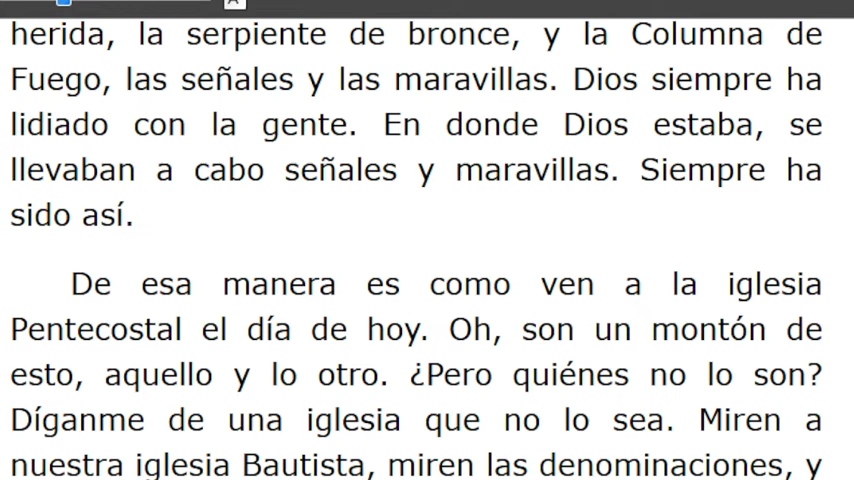 herida, la serpiente de bronce, y la Columna de
Fuego, las señales y las maravillas. Dios siempre ha
lidiado con la gente. En donde Dios estaba, se
llevaban a cabo señales y maravillas. Siempre ha
sido así.
De esa manera es como ven a la iglesia
Pentecostal el día de hoy. Oh, son un montón de
esto, aquello y lo otro. ¿Pero quiénes no lo son?
Díganme de una iglesia que no lo sea. Miren a
nuestra iglesia Bautista, miren las denominaciones, y